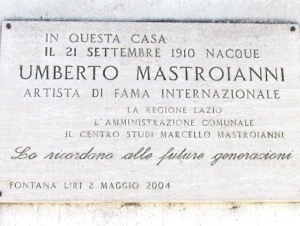 IN QUESTA CASA
IL 21 SETTEMBRE 1910 NACQUE
UMBERTO MASTROIANNI
ARTISTA DI FAMA INTERNAZIONALE
LA REGIONE LAZIO
L'AMMINISTRAZIONE COMUNALE
IL CENTRO STUDI MARCELLO MASTROIANNI
Lo ricordano alle future generazioni
FONTANA LIRI 2 MAGGIO 2004